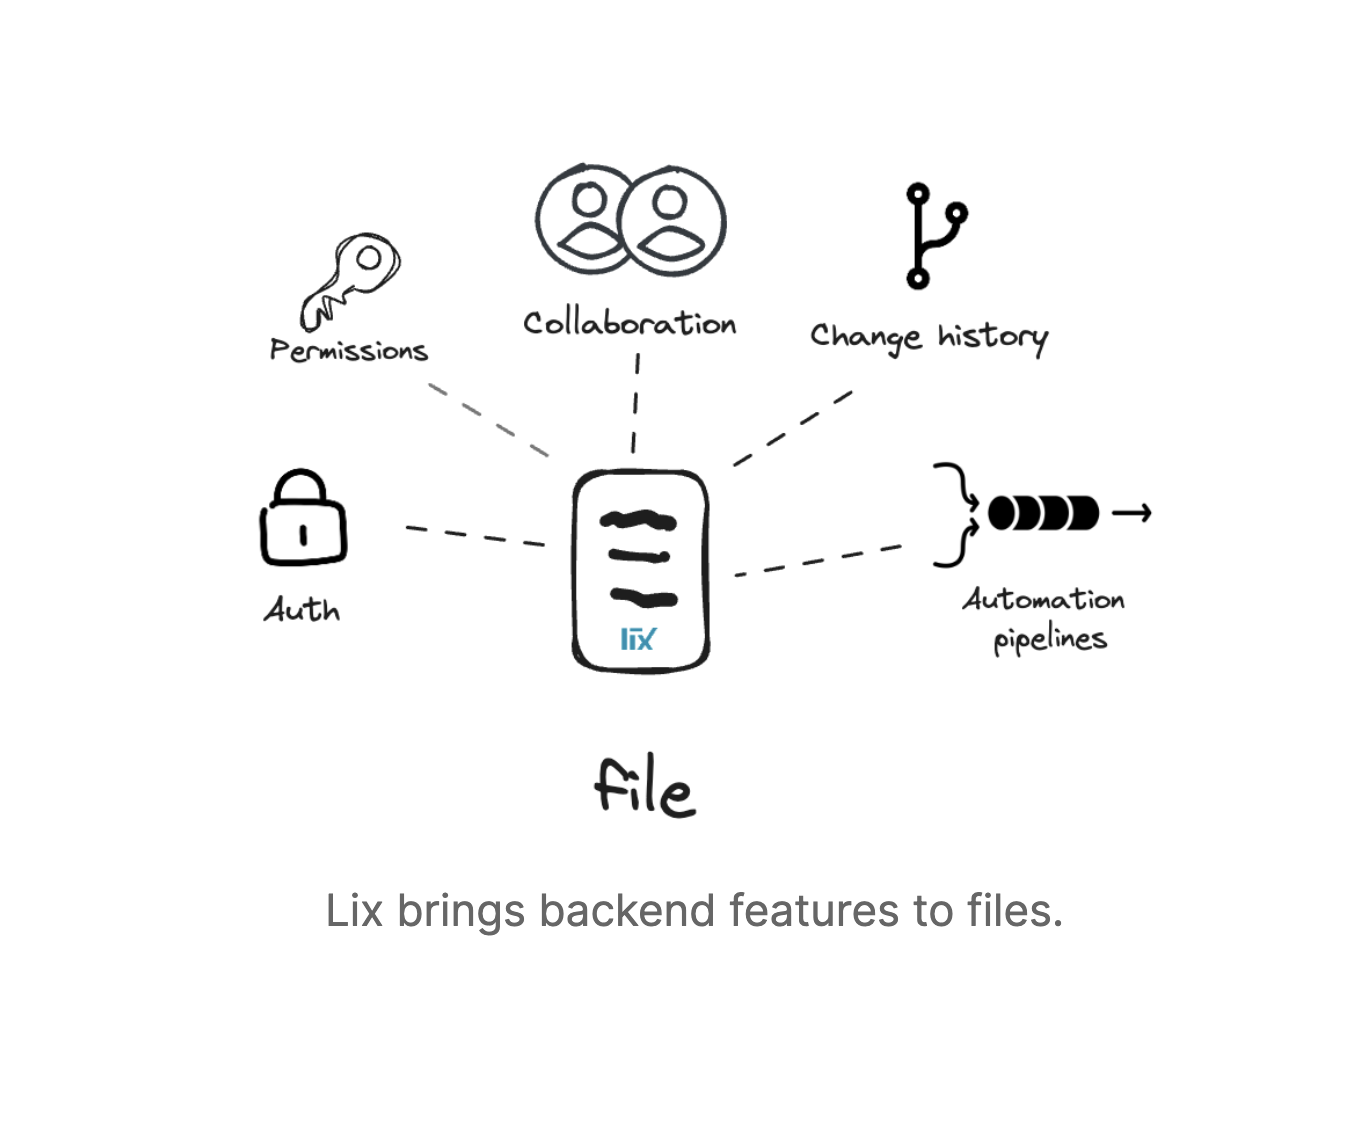 Collaboration
Change history
Permissions
Auth
lix
Automation
pipelines
file
Lix brings backend features to files.